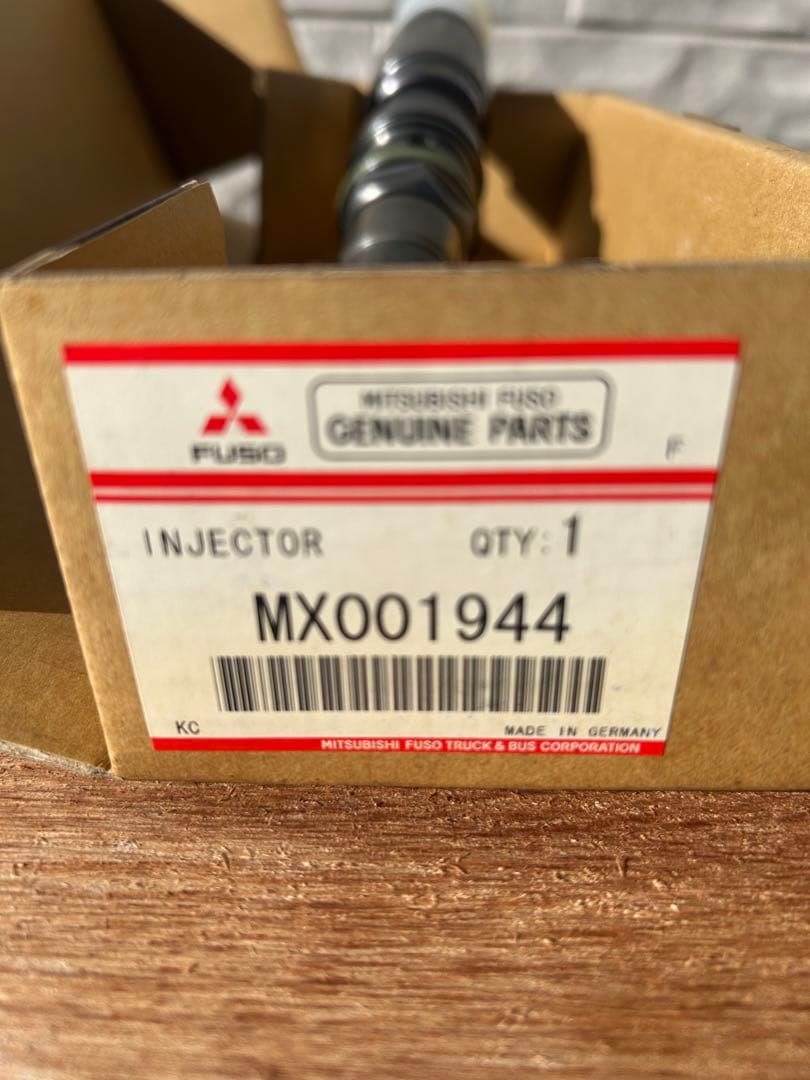 FUSO
MITSUBISHI FUSO
GENUINE PARTS
F
INJECTOR QTY: 1
MX001944
KC MADE IN GERMANY
MITSUBISHI FUSO TRUCK & BUS CORPORATION